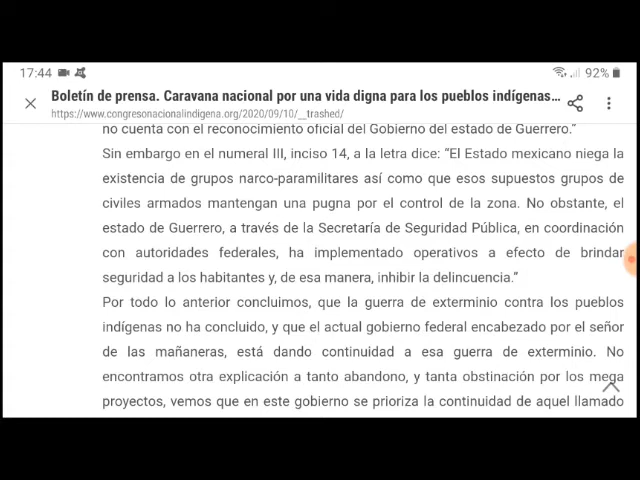 17:44
92%
Boletín de prensa. Caravana nacional por una vida digna para los pueblos indígenas...
https://www.congresonacionalindigena.org/2020/09/10/__trashed/
no cuenta con el reconocimiento oficial del Gobierno del estado de Guerrero.”
Sin embargo en el numeral III, inciso 14, a la letra dice: “El Estado mexicano niega la
existencia de grupos narco-paramilitares así como que esos supuestos grupos de
civiles armados mantengan una pugna por el control de la zona. No obstante, el
estado de Guerrero, a través de la Secretaría de Seguridad Pública, en coordinación
con autoridades federales, ha implementado operativos a efecto de brindar
seguridad a los habitantes y, de esa manera, inhibir la delincuencia.”
Por todo lo anterior concluimos, que la guerra de exterminio contra los pueblos
indígenas no ha concluido, y que el actual gobierno federal encabezado por el señor
de las mañaneras, está dando continuidad a esa guerra de exterminio. No
encontramos otra explicación a tanto abandono, y tanta obstinación por los mega
proyectos, vemos que en este gobierno se prioriza la continuidad de aquel llamado